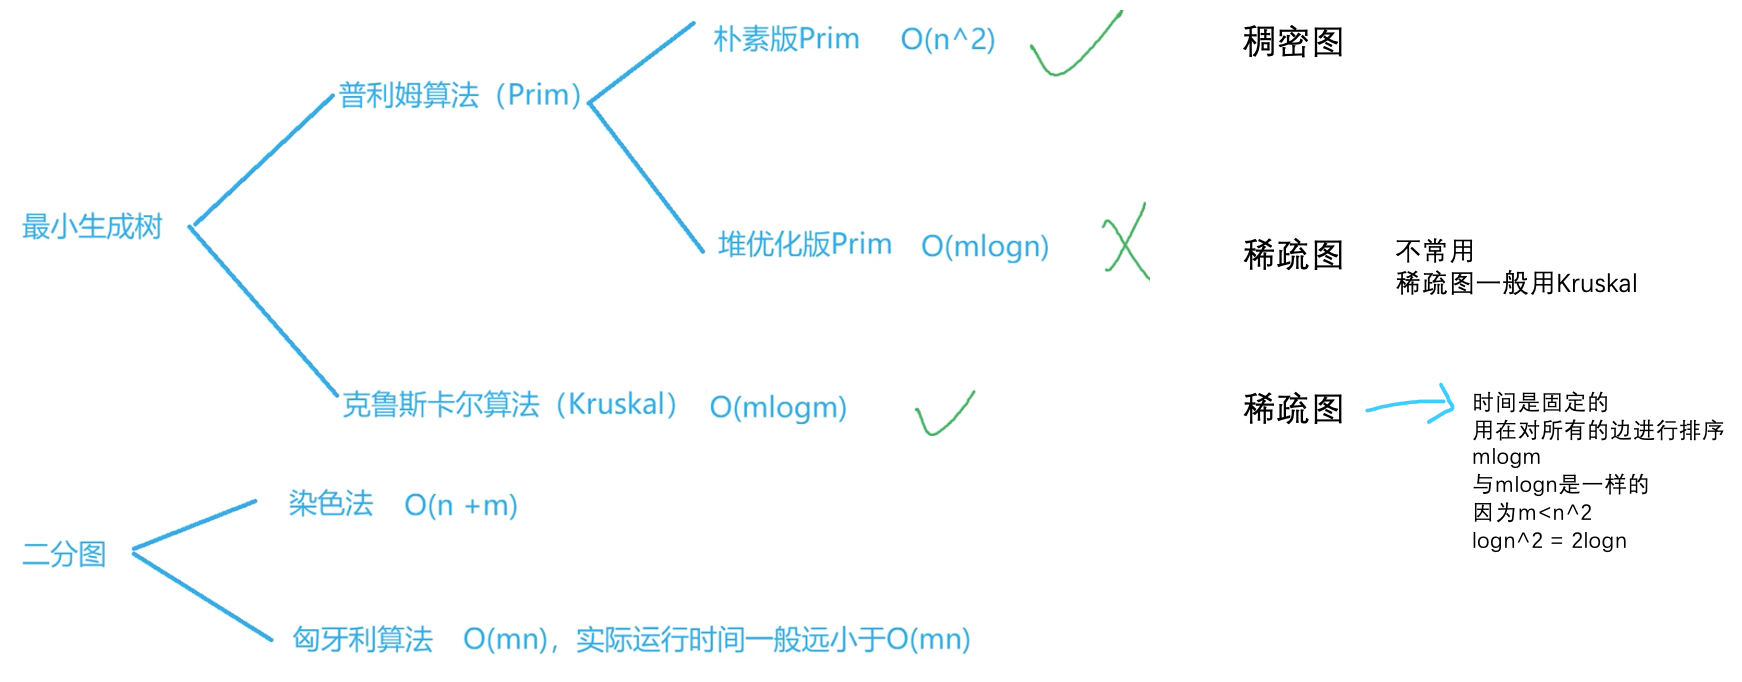 朴素版Prim O(n^2) 稠密图
普利姆算法（Prim）
最小生成树
堆优化版Prim O(mlogn) 稀疏图 不常用
稀疏图一般用Kruskal
克鲁斯卡尔算法（Kruskal） O(mlogm) 稀疏图
时间是固定的
用在对所有的边进行排序
mlogm
与mlogn是一样的
因为m<n^2
logn^2 = 2logn
染色法 O(n +m)
二分图
匈牙利算法 O(mn)，实际运行时间一般远小于O(mn)